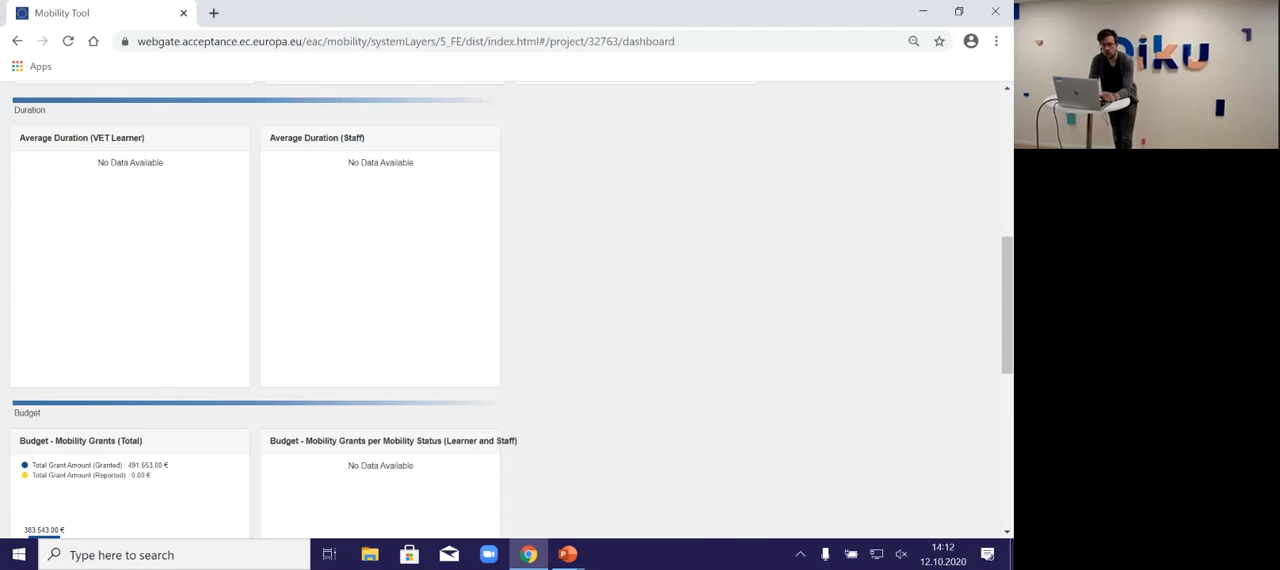 Mobility Tool
webgate.acceptance.ec.europa.eu/eac/mobility/systemLayers/5_FE/dist/index.html#/project/32763/dashboard
Apps
Duration
Average Duration (VET Learner)
Average Duration (Staff)
No Data Available
No Data Available
Budget
Budget - Mobility Grants (Total)
Budget - Mobility Grants per Mobility Status (Learner and Staff)
Total Grant Amount (Granted) : 491.653,00 €
Total Grant Amount (Reported) : 0,00 €
No Data Available
383.543,00 €
Type here to search
14:12
12.10.2020
iku